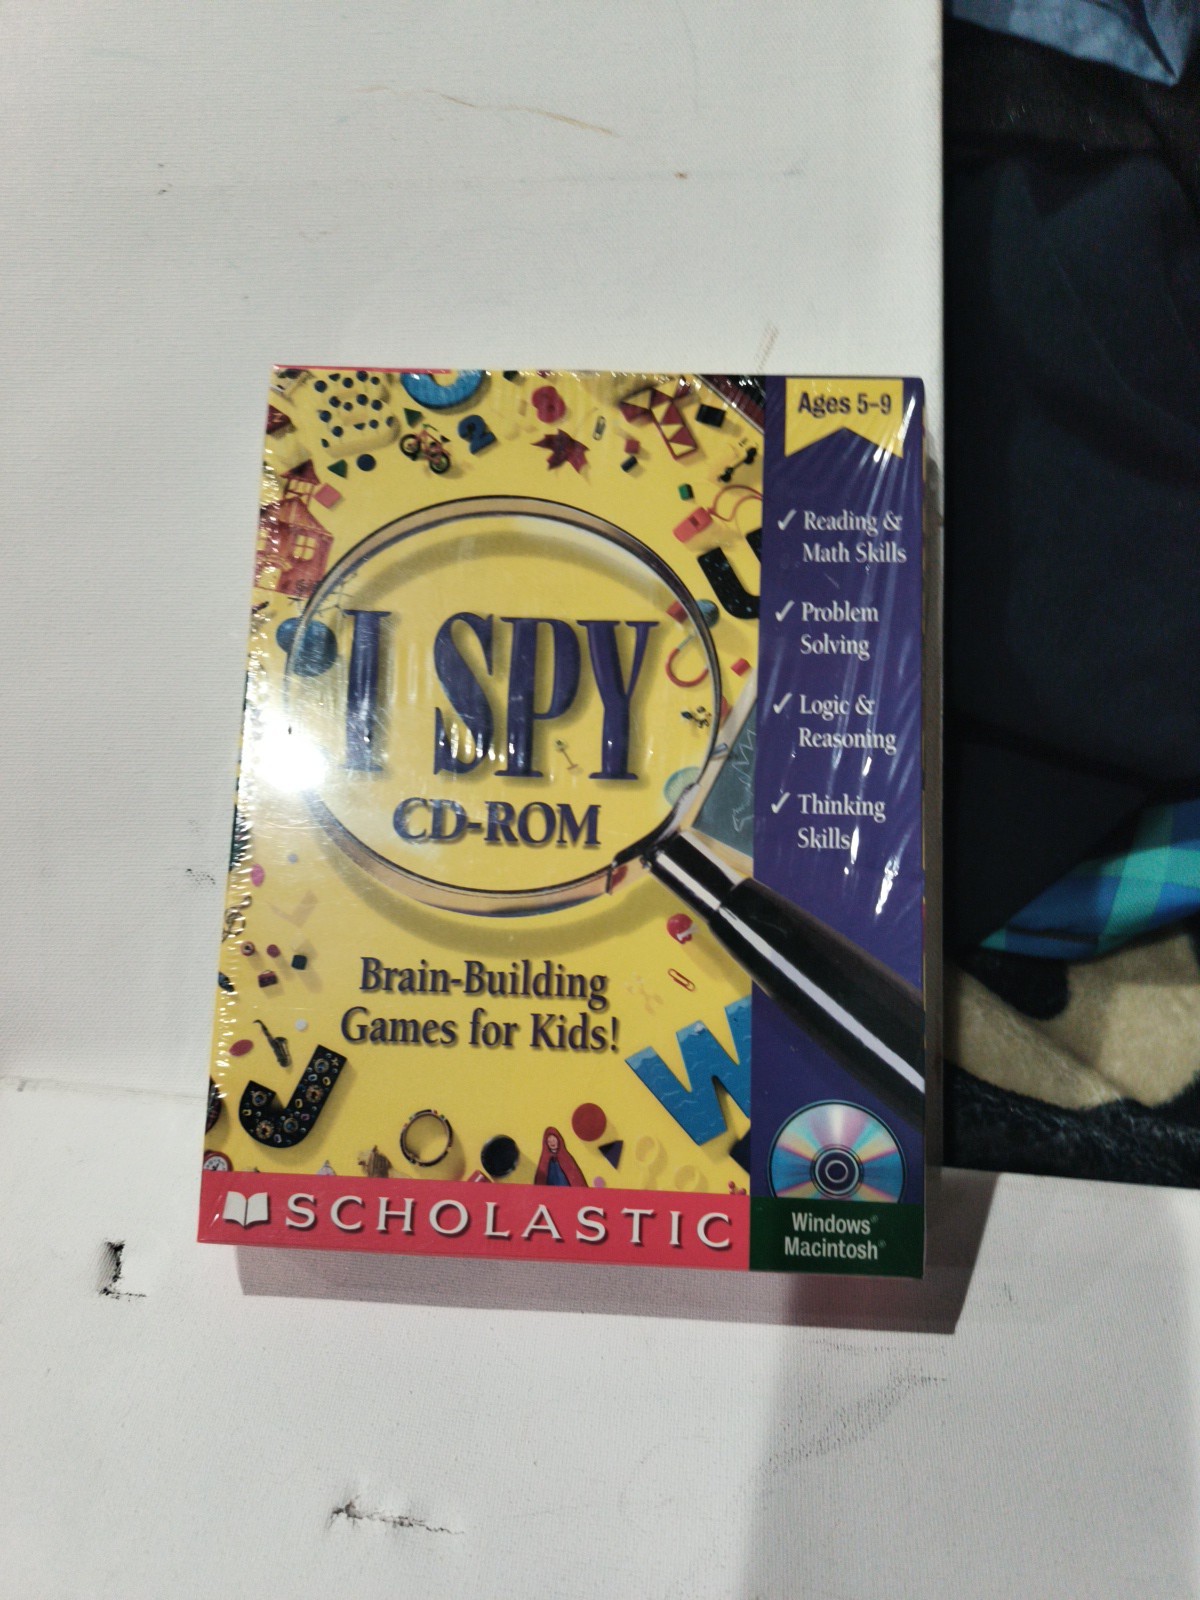 Ages 5-9
✓ Reading &
Math Skills
✓ Problem
Solving
✓ Logic &
Reasoning
✓ Thinking
Skills
I SPY
CD-ROM
Brain-Building
Games for Kids!
2
U
J
W
SCHOLASTIC
Windows®
Macintosh®